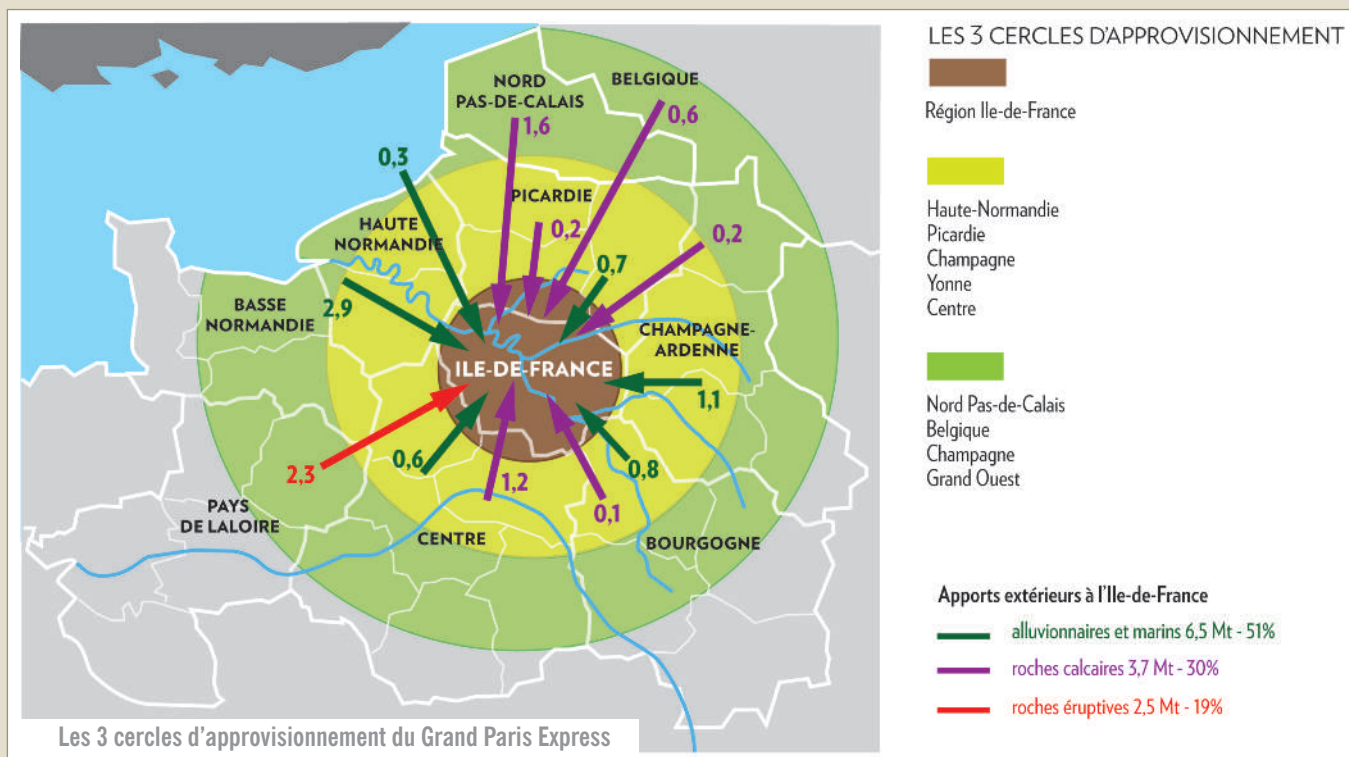 LES 3 CERCLES D'APPROVISIONNEMENT
Région Ile-de-France
Haute-Normandie
Picardie
Champagne
Yonne
Centre
Nord Pas-de-Calais
Belgique
Champagne
Grand Ouest
Apports extérieurs à l'Ile-de-France
alluvionnaires et marins 6,5 Mt - 51%
roches calcaires 3,7 Mt - 30%
roches éruptives 2,5 Mt - 19%
NORD
PAS-DE-CALAIS
BELGIQUE
1,6
0,6
0,3
PICARDIE
HAUTE
NORMANDIE
0,2
0,2
0,7
BASSE
NORMANDIE
2,9
CHAMPAGNE-
ARDENNE
ILE-DE-FRANCE
1,1
2,3
0,6
1,2
0,1
0,8
PAYS
DE LALOIRE
CENTRE
BOURGOGNE
Les 3 cercles d'approvisionnement du Grand Paris Express